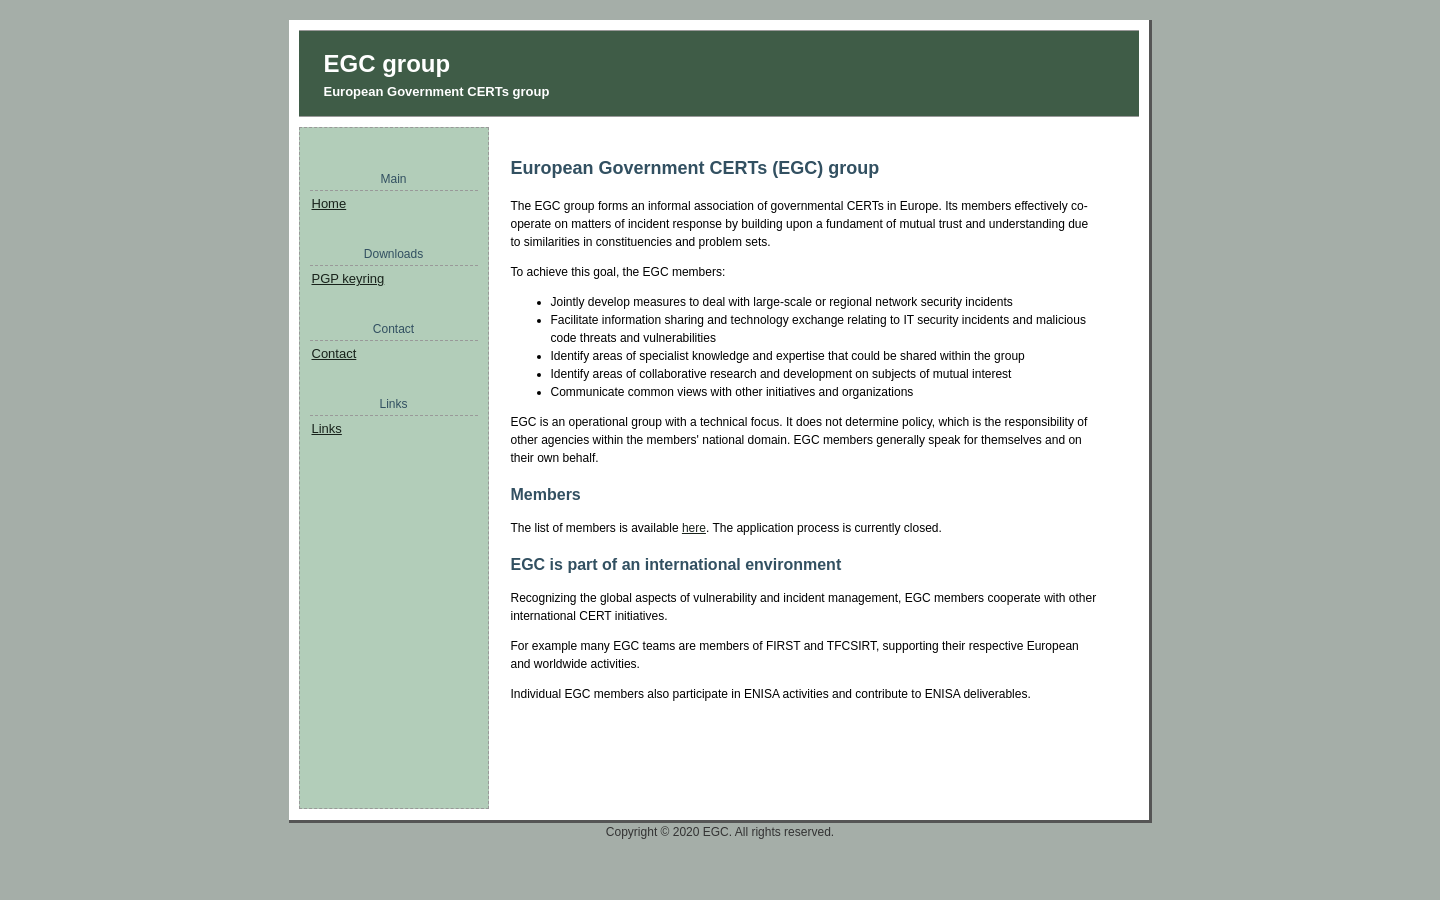 EGC group
European Government CERTs group
Main
Home
Downloads
PGP keyring
Contact
Contact
Links
Links
European Government CERTs (EGC) group
The EGC group forms an informal association of governmental CERTs in Europe. Its members effectively co-
operate on matters of incident response by building upon a fundament of mutual trust and understanding due
to similarities in constituencies and problem sets.
To achieve this goal, the EGC members:
• Jointly develop measures to deal with large-scale or regional network security incidents
• Facilitate information sharing and technology exchange relating to IT security incidents and malicious
code threats and vulnerabilities
• Identify areas of specialist knowledge and expertise that could be shared within the group
• Identify areas of collaborative research and development on subjects of mutual interest
• Communicate common views with other initiatives and organizations
EGC is an operational group with a technical focus. It does not determine policy, which is the responsibility of
other agencies within the members' national domain. EGC members generally speak for themselves and on
their own behalf.
Members
The list of members is available here. The application process is currently closed.
EGC is part of an international environment
Recognizing the global aspects of vulnerability and incident management, EGC members cooperate with other
international CERT initiatives.
For example many EGC teams are members of FIRST and TFCSIRT, supporting their respective European
and worldwide activities.
Individual EGC members also participate in ENISA activities and contribute to ENISA deliverables.
Copyright © 2020 EGC. All rights reserved.